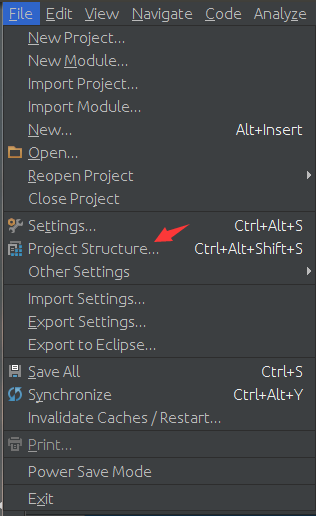 File Edit View Navigate Code Analyze
New Project...
New Module...
Import Project...
Import Module...
New... Alt+Insert
Open...
Reopen Project
Close Project
Settings... Ctrl+Alt+S
Project Structure... Ctrl+Alt+Shift+S
Other Settings
Import Settings...
Export Settings...
Export to Eclipse...
Save All Ctrl+S
Synchronize Ctrl+Alt+Y
Invalidate Caches / Restart...
Print...
Power Save Mode
Exit